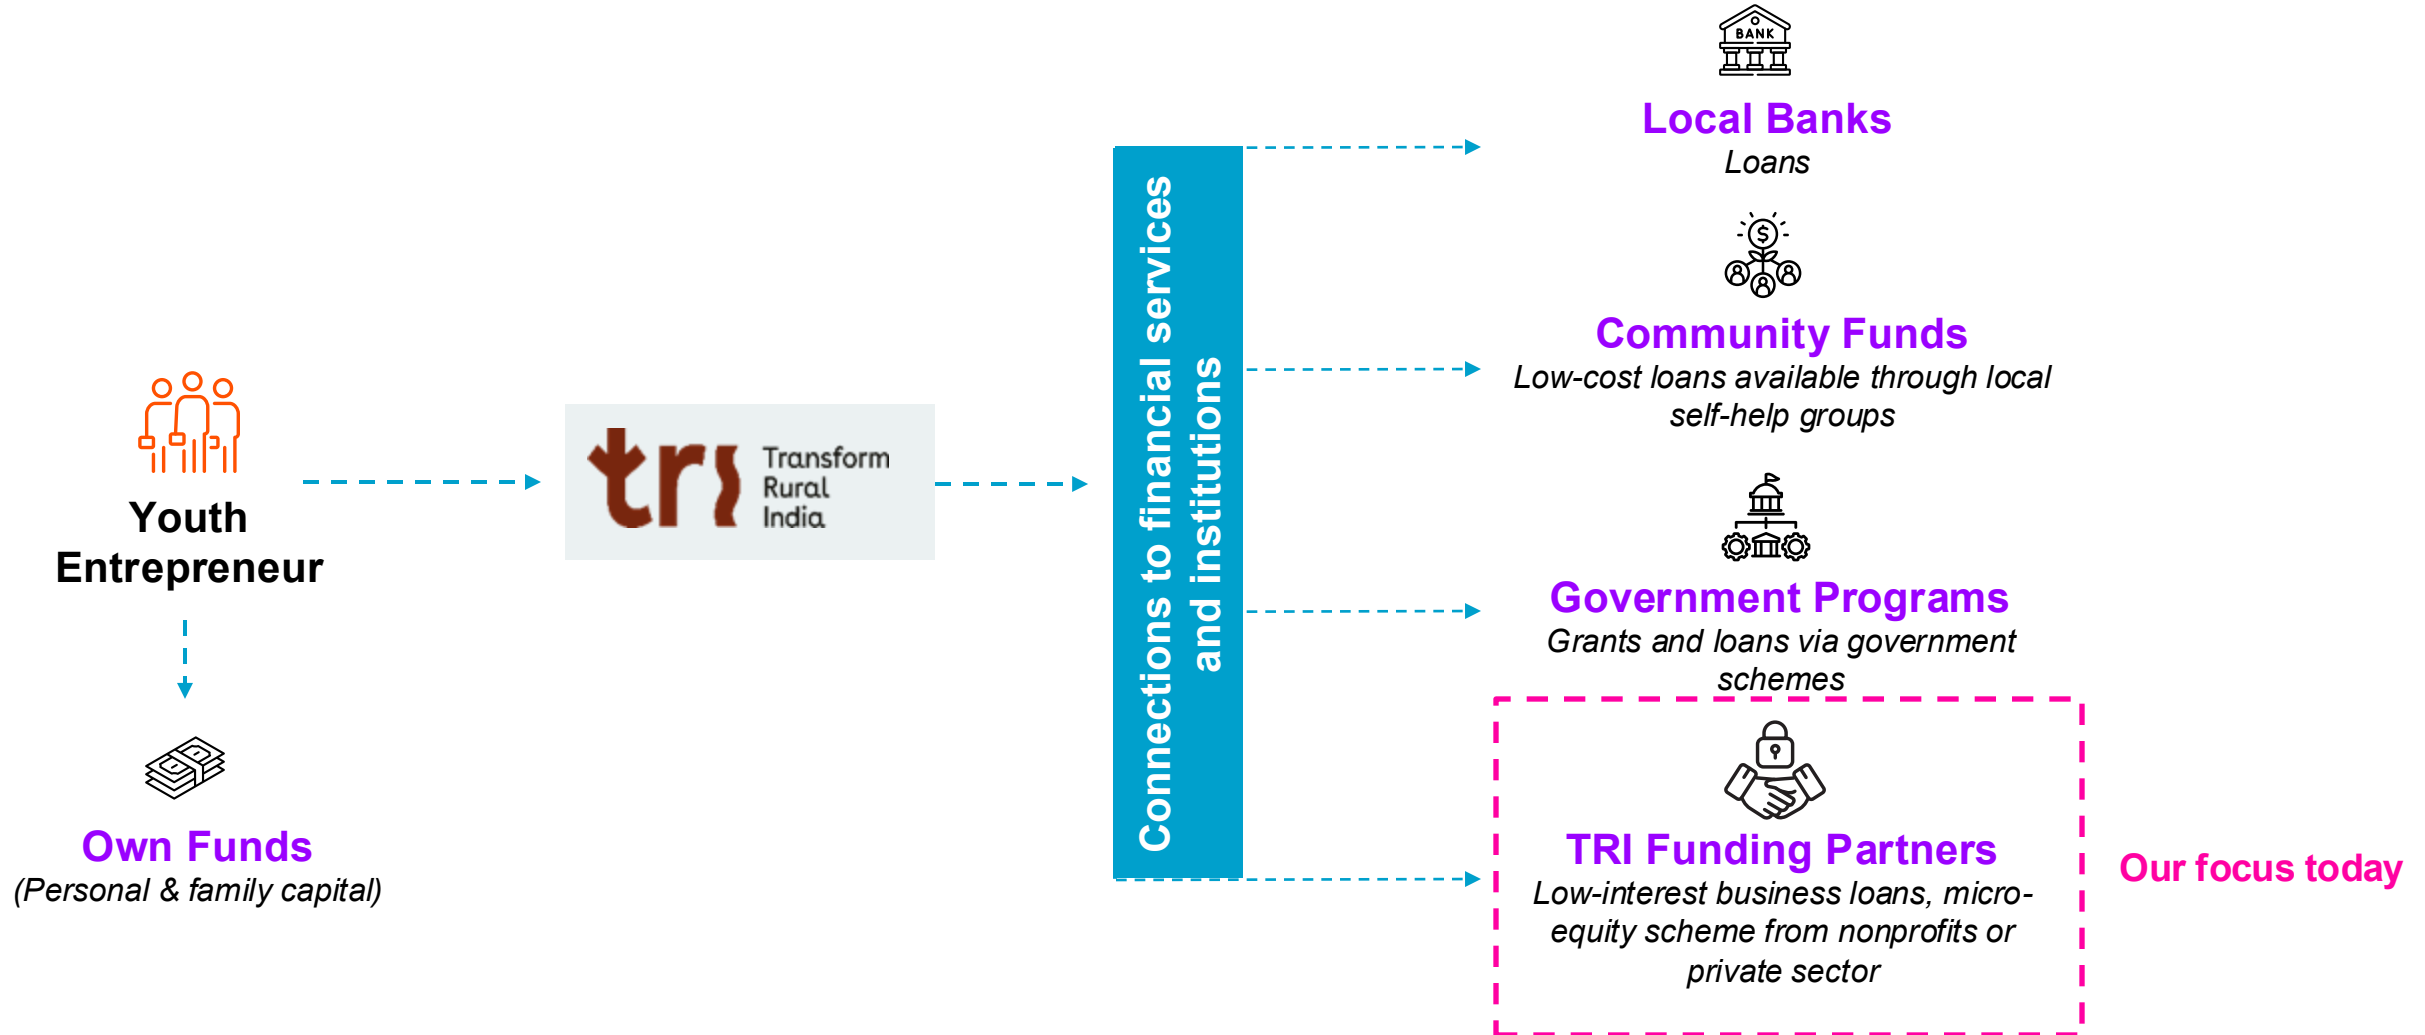 BANK
Local Banks
Loans
Community Funds
Low-cost loans available through local
self-help groups
Government Programs
Grants and loans via government
schemes
TRI Funding Partners
Low-interest business loans, micro-
equity scheme from nonprofits or
private sector
Our focus today
Connections to financial services
and institutions
tri
Transform
Rural
India
Youth
Entrepreneur
Own Funds
(Personal & family capital)